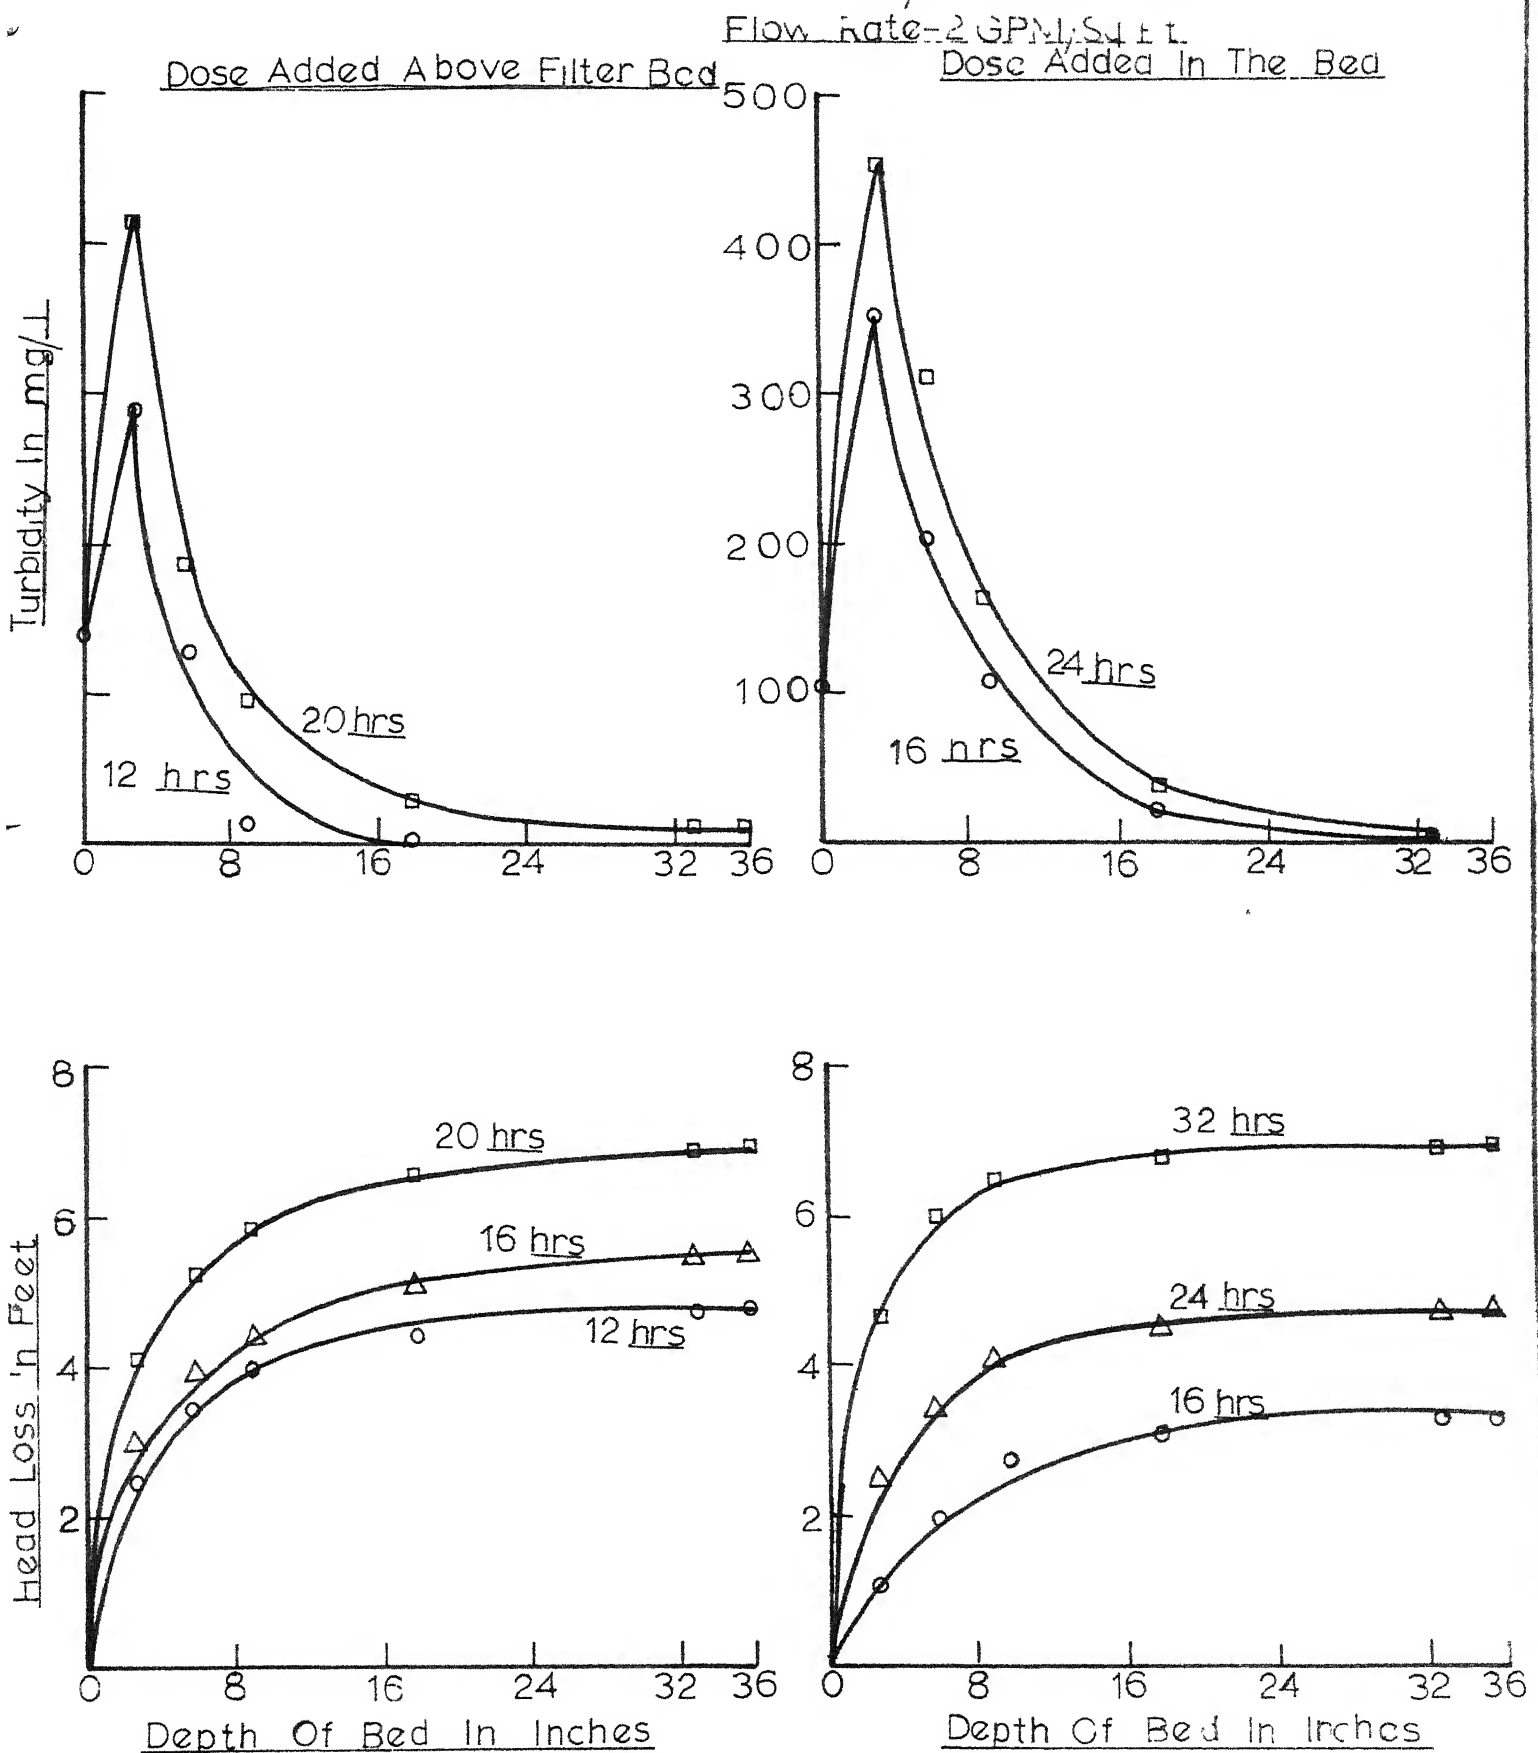 Flow Rate-2 GPM/Sq Ft.
Dose Added Above Filter Bed
Dose Added In The Bed
Turbidity In mg/L
500
400
300
200
100
20 hrs
12 hrs
24 hrs
16 hrs
0 8 16 24 32 36
0 8 16 24 32 36
Head Loss In Feet
8
6
4
2
20 hrs
16 hrs
12 hrs
8
6
4
2
32 hrs
24 hrs
16 hrs
0 8 16 24 32 36
0 8 16 24 32 36
Depth Of Bed In Inches
Depth Of Bed In Inches